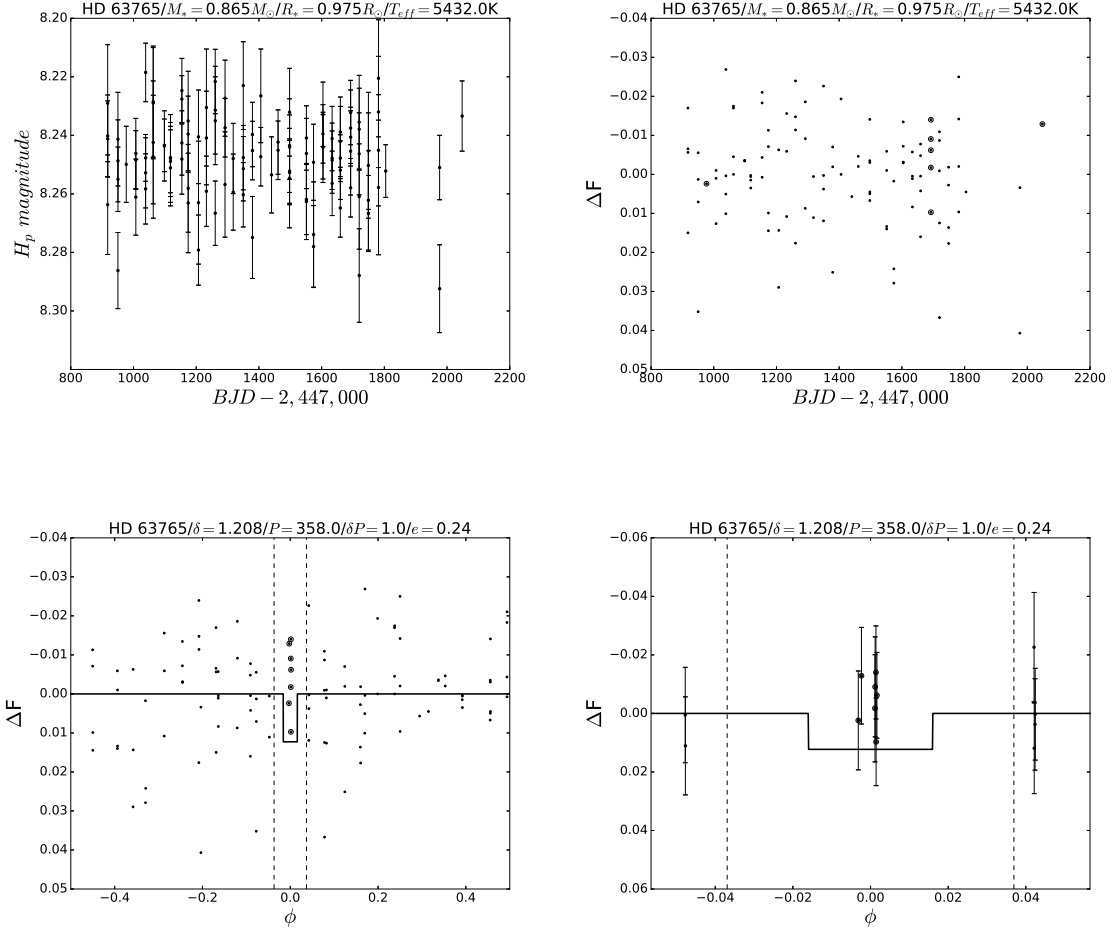 HD 63765/M∗=0.865M⊙/R∗=0.975R⊙/Teff=5432.0K
8.20
8.22
8.24
8.26
8.28
8.30
Hp magnitude
800 1000 1200 1400 1600 1800 2000 2200
BJD−2,447,000
HD 63765/M∗=0.865M⊙/R∗=0.975R⊙/Teff=5432.0K
−0.04
−0.03
−0.02
−0.01
0.00
0.01
0.02
0.03
0.04
0.05
ΔF
800 1000 1200 1400 1600 1800 2000 2200
BJD−2,447,000
HD 63765/δ=1.208/P=358.0/δP=1.0/e=0.24
−0.04
−0.03
−0.02
−0.01
0.00
0.01
0.02
0.03
0.04
0.05
ΔF
−0.4 −0.2 0.0 0.2 0.4
ϕ
HD 63765/δ=1.208/P=358.0/δP=1.0/e=0.24
−0.06
−0.04
−0.02
0.00
0.02
0.04
0.06
ΔF
−0.04 −0.02 0.00 0.02 0.04
ϕ